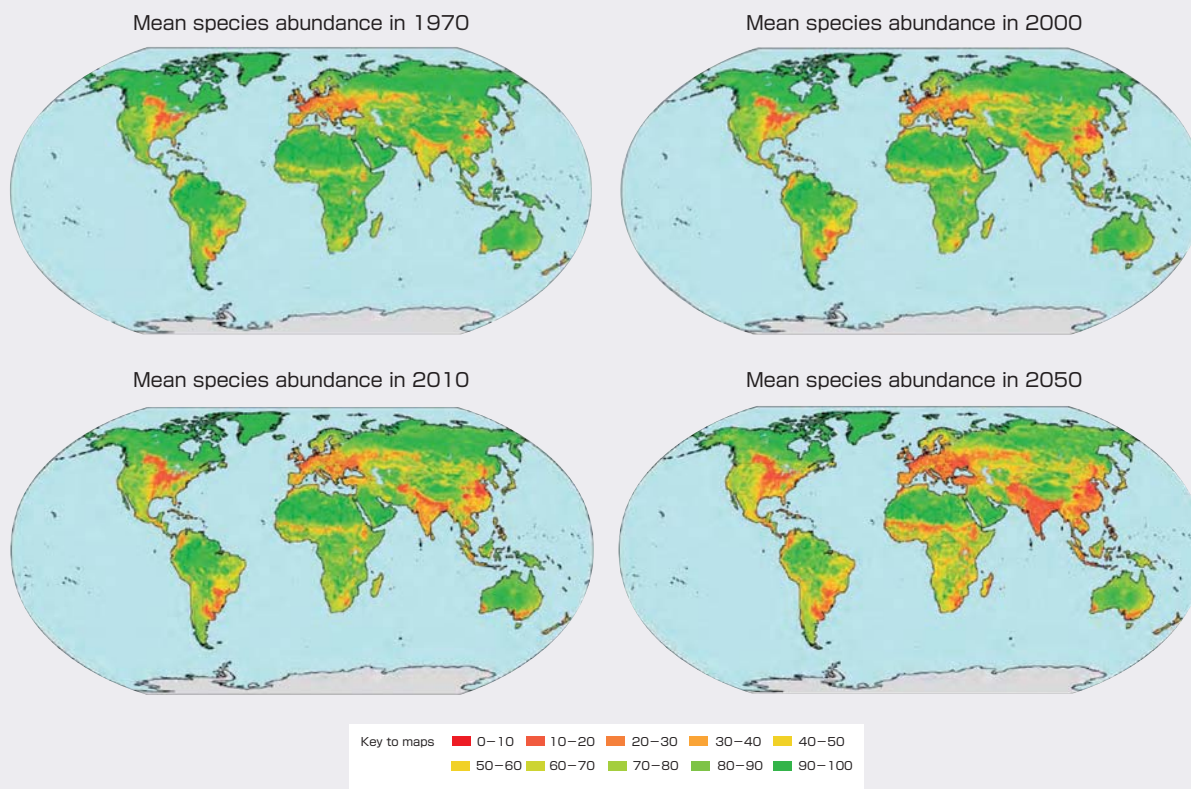 Mean species abundance in 1970
Mean species abundance in 2000
Mean species abundance in 2010
Mean species abundance in 2050
Key to maps 0–10 10–20 20–30 30–40 40–50
50–60 60–70 70–80 80–90 90–100